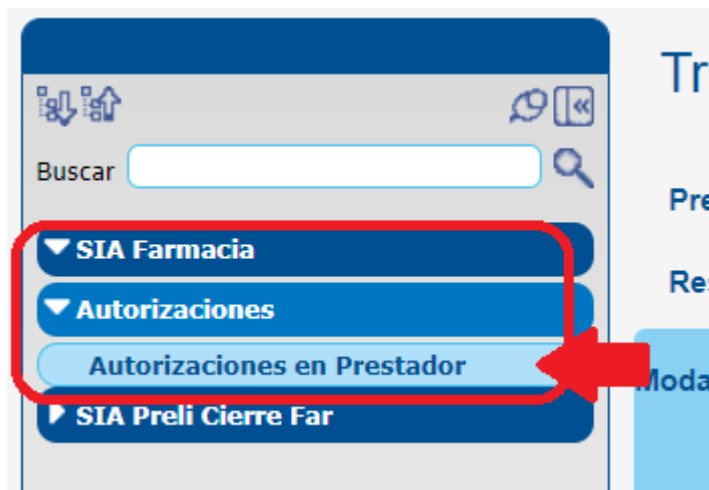 Tr
Buscar
Pre
SIA Farmacia
Res
Autorizaciones
Autorizaciones en Prestador
Moda
SIA Preli Cierre Far